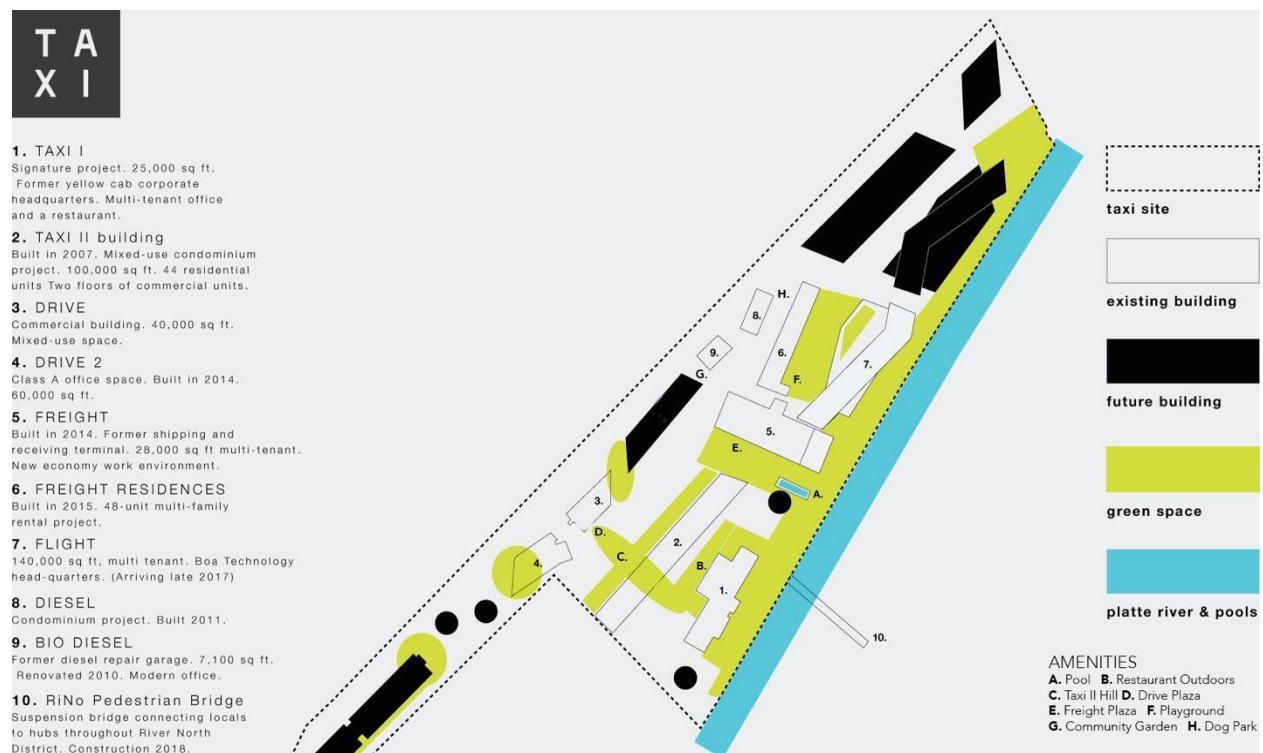 T A
X I
1. TAXI I
Signature project. 25,000 sq ft.
Former yellow cab corporate
headquarters. Multi-tenant office
and a restaurant.
2. TAXI II building
Built in 2007. Mixed-use condominium
project. 100,000 sq ft. 44 residential
units Two floors of commercial units.
3. DRIVE
Commercial building. 40,000 sq ft.
Mixed-use space.
4. DRIVE 2
Class A office space. Built in 2014.
60,000 sq ft.
5. FREIGHT
Built in 2014. Former shipping and
receiving terminal. 28,000 sq ft multi-tenant.
New economy work environment.
6. FREIGHT RESIDENCES
Built in 2015. 48-unit multi-family
rental project.
7. FLIGHT
140,000 sq ft, multi tenant. Boa Technology
head-quarters. (Arriving late 2017)
8. DIESEL
Condominium project. Built 2011.
9. BIO DIESEL
Former diesel repair garage. 7,100 sq ft.
Renovated 2010. Modern office.
10. RiNo Pedestrian Bridge
Suspension bridge connecting locals
to hubs throughout River North
District. Construction 2018.
H.
8.
9.
6.
7.
G.
F.
5.
E.
A.
3.
D.
2.
C.
4.
B.
1.
10.
taxi site
existing building
future building
green space
platte river & pools
AMENITIES
A. Pool B. Restaurant Outdoors
C. Taxi II Hill D. Drive Plaza
E. Freight Plaza F. Playground
G. Community Garden H. Dog Park